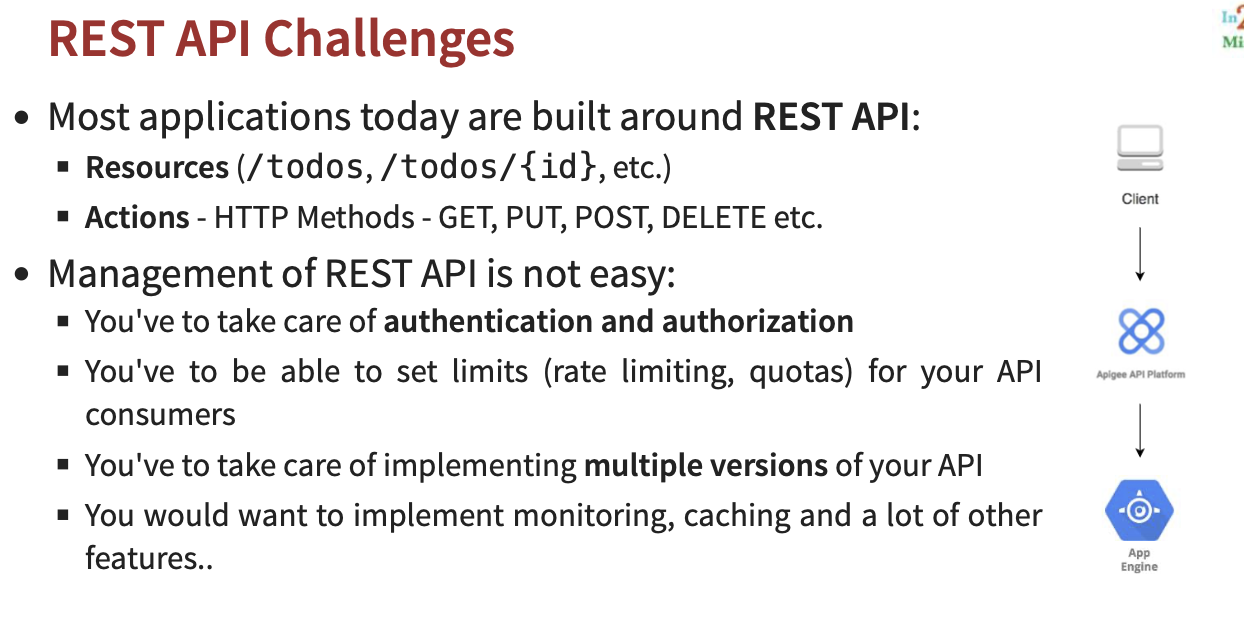 REST API Challenges
In2
Mi
• Most applications today are built around REST API:
▪ Resources (/todos, /todos/{id}, etc.)
▪ Actions - HTTP Methods - GET, PUT, POST, DELETE etc.
• Management of REST API is not easy:
▪ You've to take care of authentication and authorization
▪ You've to be able to set limits (rate limiting, quotas) for your API
consumers
▪ You've to take care of implementing multiple versions of your API
▪ You would want to implement monitoring, caching and a lot of other
features..
Client
Apigee API Platform
App
Engine